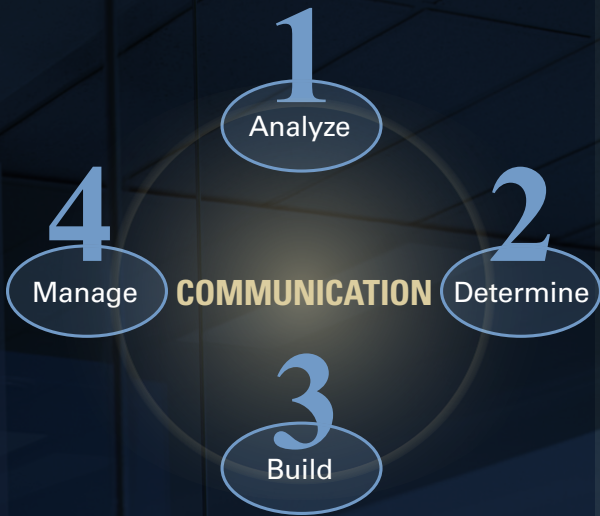 1
Analyze
2
Determine
3
Build
4
Manage
COMMUNICATION